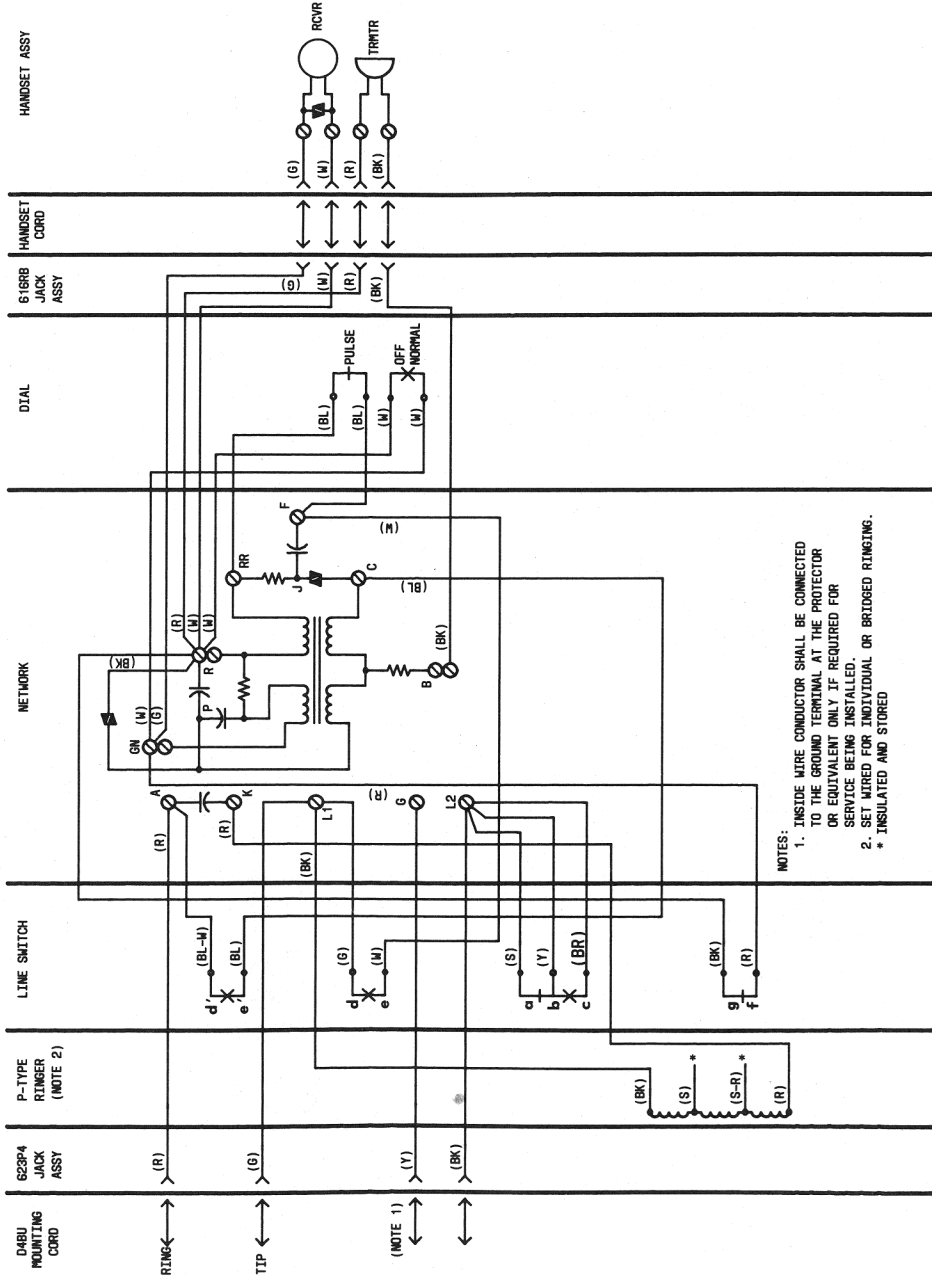 D4BU
MOUNTING
CORD
623P4
JACK
ASSY
P-TYPE
RINGER
(NOTE 2)
LINE SWITCH
NETWORK
DIAL
616RB
JACK
ASSY
HANDSET
CORD
HANDSET ASSY
RING
(R)
(BL-W)
d'
e'
(BL)
(R)
A
K
(R)
TIP
(G)
(BK)
L1
(G)
d
e
(W)
(NOTE 1)
(Y)
G
(R)
(BK)
L2
(S)
a
(Y)
b
(BR)
c
(BK)
(S)
*
(S-R)
*
(R)
(BK)
g
f
(R)
GN
(W)
(G)
P
R
(BK)
(R)
(W)
(W)
RR
J
F
C
(W)
(BL)
B
(BK)
(BL)
PULSE
(BL)
(W)
OFF
NORMAL
(W)
(G)
(W)
(R)
(BK)
(G)
(W)
(R)
(BK)
RCVR
TRMTR
NOTES:
1. INSIDE WIRE CONDUCTOR SHALL BE CONNECTED
TO THE GROUND TERMINAL AT THE PROTECTOR
OR EQUIVALENT ONLY IF REQUIRED FOR
SERVICE BEING INSTALLED.
2. SET WIRED FOR INDIVIDUAL OR BRIDGED RINGING.
* INSULATED AND STORED